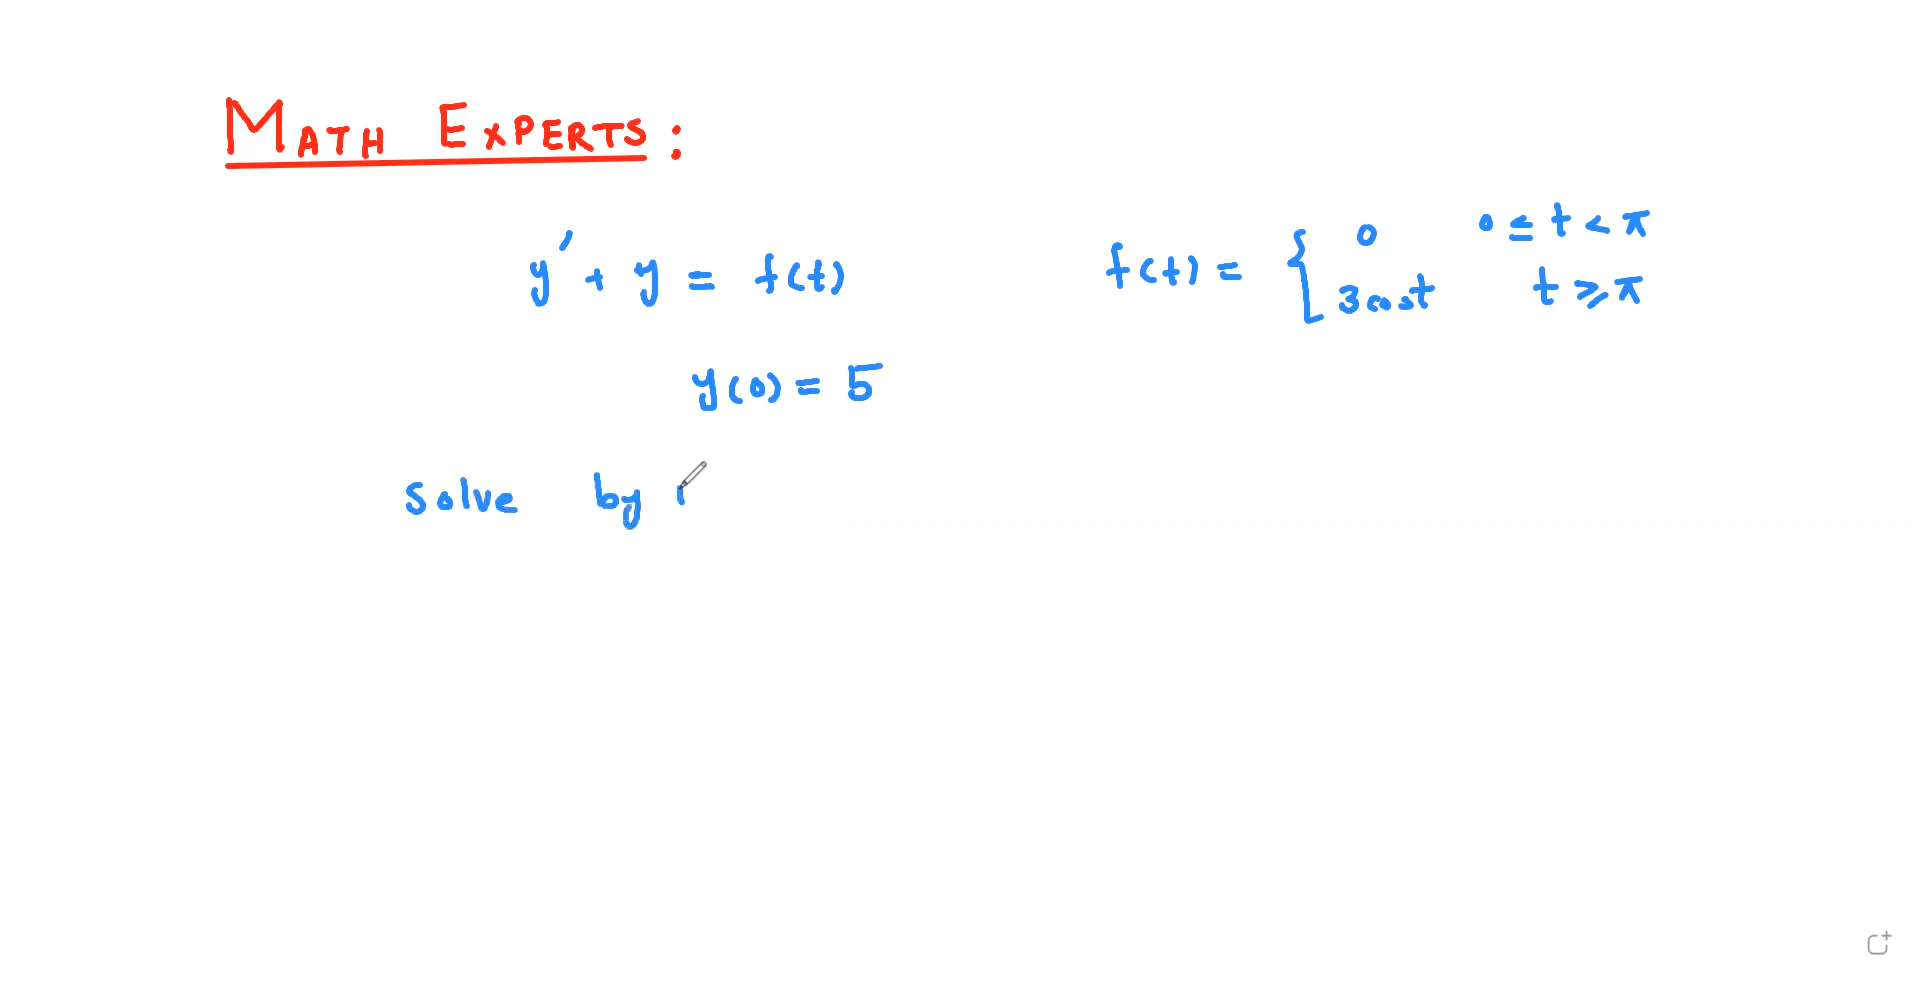 MATH EXPERTS:
y' + y = f(t)
f(t) = { 0 0 ≤ t < π
3cost t ≥ π
y(0) = 5
solve by